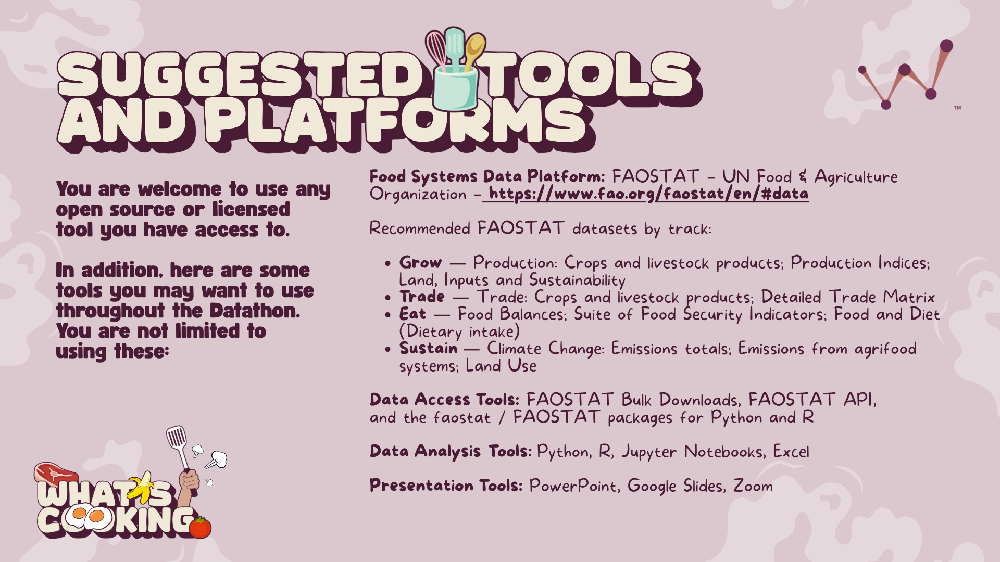 SUGGESTED TOOLS
AND PLATFORMS
TM
You are welcome to use any
open source or licensed
tool you have access to.
In addition, here are some
tools you may want to use
throughout the Datathon.
You are not limited to
using these:
Food Systems Data Platform: FAOSTAT – UN Food & Agriculture
Organization – https://www.fao.org/faostat/en/#data
Recommended FAOSTAT datasets by track:
• Grow — Production: Crops and livestock products; Production Indices;
Land, Inputs and Sustainability
• Trade — Trade: Crops and livestock products; Detailed Trade Matrix
• Eat — Food Balances; Suite of Food Security Indicators; Food and Diet
(Dietary intake)
• Sustain — Climate Change: Emissions totals; Emissions from agrifood
systems; Land Use
Data Access Tools: FAOSTAT Bulk Downloads, FAOSTAT API,
and the faostat / FAOSTAT packages for Python and R
Data Analysis Tools: Python, R, Jupyter Notebooks, Excel
Presentation Tools: PowerPoint, Google Slides, Zoom
WHAT'S
COOKING